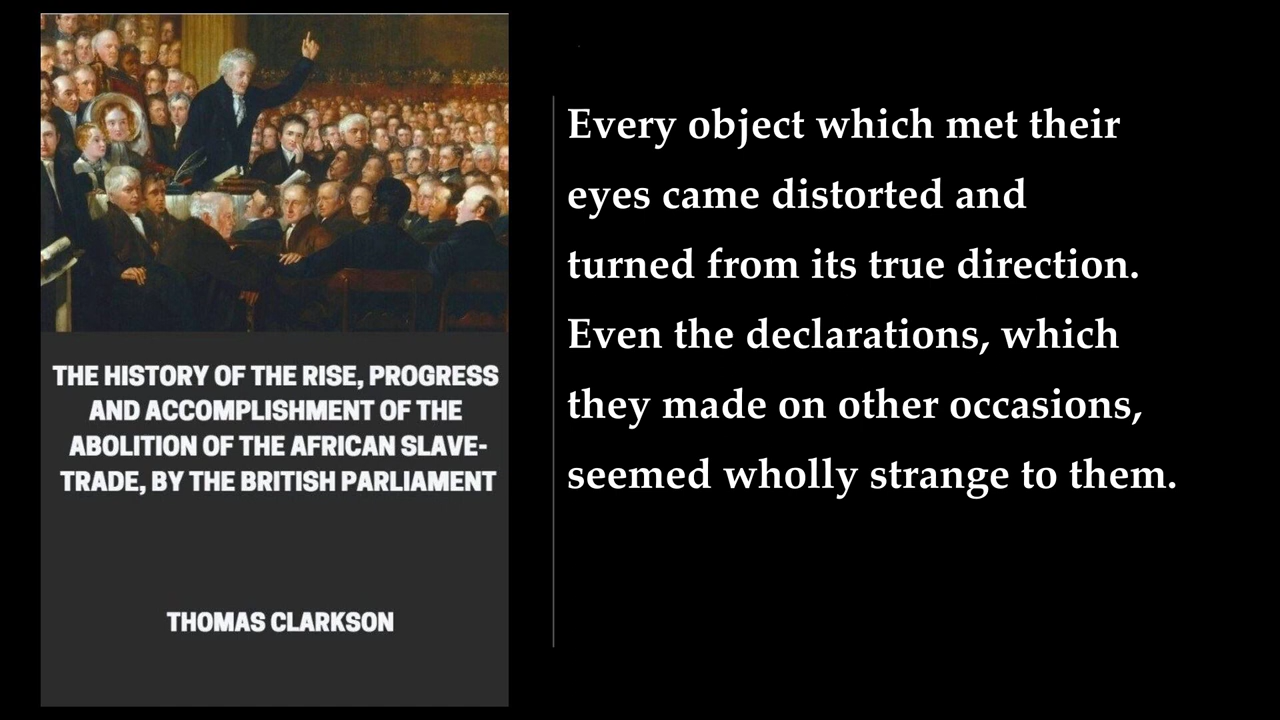 THE HISTORY OF THE RISE, PROGRESS
AND ACCOMPLISHMENT OF THE
ABOLITION OF THE AFRICAN SLAVE-
TRADE, BY THE BRITISH PARLIAMENT
THOMAS CLARKSON
Every object which met their
eyes came distorted and
turned from its true direction.
Even the declarations, which
they made on other occasions,
seemed wholly strange to them.